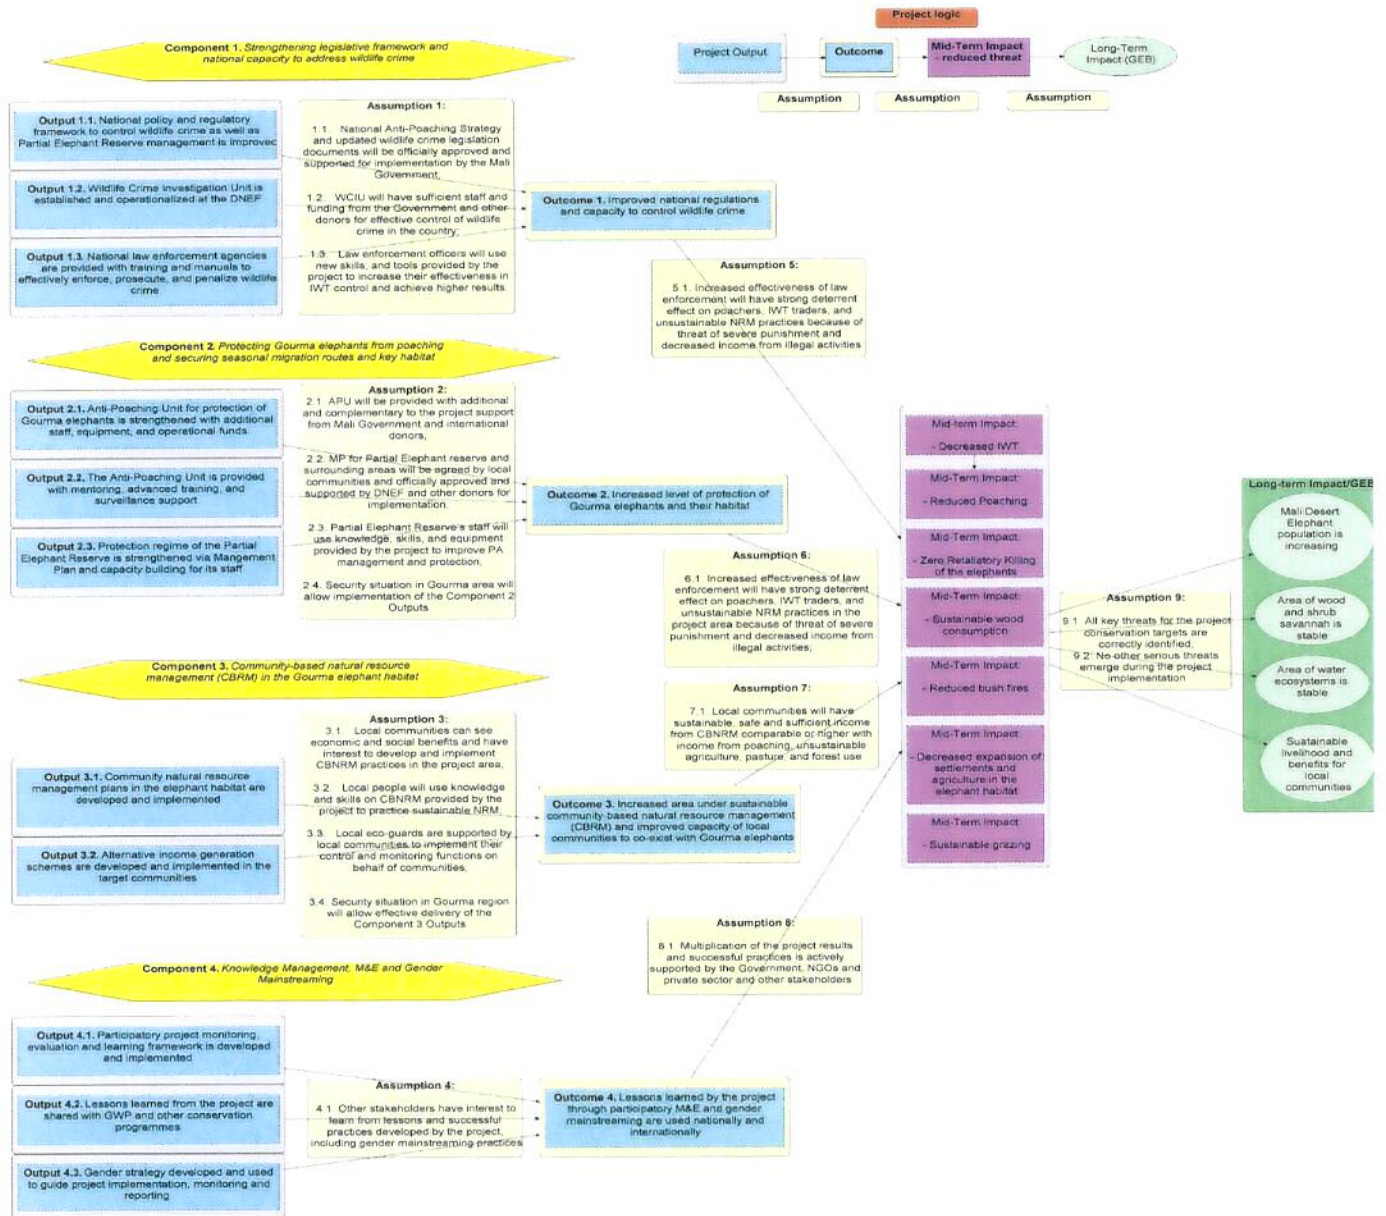 Project logic
Project Output
Outcome
Mid-Term Impact
- reduced threat
Long-Term
Impact (GEB)
Assumption
Assumption
Assumption
Component 1. Strengthening legislative framework and
national capacity to address wildlife crime
Output 1.1. National policy and regulatory
framework to control wildlife crime as well as
Partial Elephant Reserve management is improved
Output 1.2. Wildlife Crime Investigation Unit is
established and operationalized at the DNEF
Output 1.3. National law enforcement agencies
are provided with training and manuals to
effectively enforce, prosecute, and penalize wildlife
crime
Assumption 1:
1.1. National Anti-Poaching Strategy
and updated wildlife crime legislation
documents will be officially approved and
supported for implementation by the Mali
Government;
1.2. WCIU will have sufficient staff and
funding from the Government and other
donors for effective control of wildlife
crime in the country;
1.3. Law enforcement officers will use
new skills, and tools provided by the
project to increase their effectiveness in
IWT control and achieve higher results
Outcome 1. Improved national regulations
and capacity to control wildlife crime
Assumption 5:
5.1. Increased effectiveness of law
enforcement will have strong deterrent
effect on poachers, IWT traders, and
unsustainable NRM practices because of
threat of severe punishment and
decreased income from illegal activities
Component 2. Protecting Gourma elephants from poaching
and securing seasonal migration routes and key habitat
Output 2.1. Anti-Poaching Unit for protection of
Gourma elephants is strengthened with additional
staff, equipment, and operational funds
Output 2.2. The Anti-Poaching Unit is provided
with mentoring, advanced training, and
surveillance support
Output 2.3. Protection regime of the Partial
Elephant Reserve is strengthened via Mangement
Plan and capacity building for its staff
Assumption 2:
2.1 APU will be provided with additional
and complementary to the project support
from Mali Government and international
donors;
2.2. MP for Partial Elephant reserve and
surrounding areas will be agreed by local
communities and officially approved and
supported by DNEF and other donors for
implementation;
2.3. Partial Elephant Reserve's staff will
use knowledge, skills, and equipment
provided by the project to improve PA
management and protection;
2.4. Security situation in Gourma area will
allow implementation of the Component 2
Outputs
Outcome 2. Increased level of protection of
Gourma elephants and their habitat
Assumption 6:
6.1. Increased effectiveness of law
enforcement will have strong deterrent
effect on poachers, IWT traders, and
unsustainable NRM practices in the
project area because of threat of severe
punishment and decreased income from
illegal activities;
Component 3. Community-based natural resource
management (CBRM) in the Gourma elephant habitat
Output 3.1. Community natural resource
management plans in the elephant habitat are
developed and implemented
Output 3.2. Alternative income generation
schemes are developed and implemented in the
target communities
Assumption 3:
3.1. Local communities can see
economic and social benefits and have
interest to develop and implement
CBNRM practices in the project area;
3.2. Local people will use knowledge
and skills on CBNRM provided by the
project to practice sustainable NRM;
3.3. Local eco-guards are supported by
local communities to implement their
control and monitoring functions on
behalf of communities;
3.4. Security situation in Gourma region
will allow effective delivery of the
Component 3 Outputs
Assumption 7:
7.1 Local communities will have
sustainable, safe and sufficient income
from CBNRM comparable or higher with
income from poaching, unsustainable
agriculture, pasture, and forest use
Outcome 3. Increased area under sustainable
community-based natural resource management
(CBRM) and improved capacity of local
communities to co-exist with Gourma elephants
Component 4. Knowledge Management, M&E and Gender
Mainstreaming
Output 4.1. Participatory project monitoring,
evaluation and learning framework is developed
and implemented
Output 4.2. Lessons learned from the project are
shared with GWP and other conservation
programmes
Output 4.3. Gender strategy developed and used
to guide project implementation, monitoring and
reporting
Assumption 4:
4.1 Other stakeholders have interest to
learn from lessons and successful
practices developed by the project,
including gender mainstreaming practices
Outcome 4. Lessons learned by the project
through participatory M&E and gender
mainstreaming are used nationally and
internationally
Assumption 8:
8.1 Multiplication of the project results
and successful practices is actively
supported by the Government, NGOs and
private sector and other stakeholders
Mid-term Impact:
- Decreased IWT
Mid-Term Impact:
- Reduced Poaching
Mid-Term Impact:
- Zero Retaliatory Killing
of the elephants
Mid-Term Impact:
- Sustainable wood
consumption
Mid-Term Impact:
- Reduced bush fires
Mid-Term Impact:
- Decreased expansion of
settlements and
agriculture in the
elephant habitat
Mid-Term Impact:
- Sustainable grazing
Assumption 9:
9.1 All key threats for the project
conservation targets are
correctly identified;
9.2. No other serious threats
emerge during the project
implementation
Long-term Impact/GEB
Mali Desert
Elephant
population is
increasing
Area of wood
and shrub
savannah is
stable
Area of water
ecosystems is
stable
Sustainable
livelihood and
benefits for
local
communities